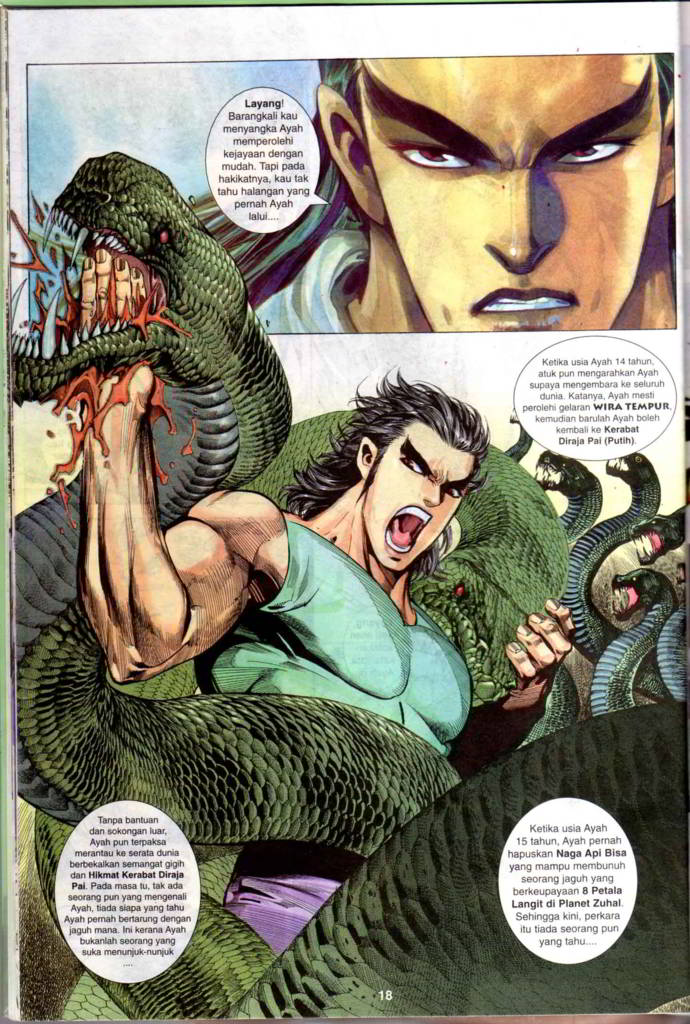 Layang!
Barangkali kau
menyangka Ayah
memperolehi
kejayaan dengan
mudah. Tapi pada
hakikatnya, kau tak
tahu halangan yang
pernah Ayah
lalui....
Ketika usia Ayah 14 tahun,
atuk pun mengarahkan Ayah
supaya mengembara ke seluruh
dunia. Katanya, Ayah mesti
perolehi gelaran WIRA TEMPUR,
kemudian barulah Ayah boleh
kembali ke Kerabat
Diraja Pai (Putih).
Tanpa bantuan
dan sokongan luar,
Ayah pun terpaksa
merantau ke serata dunia
berbekalkan semangat gigih
dan Hikmat Kerabat Diraja
Pai. Pada masa tu, tak ada
seorang pun yang mengenali
Ayah, tiada siapa yang tahu
Ayah pernah bertarung dengan
jaguh mana. Ini kerana Ayah
bukanlah seorang yang
suka menunjuk-nunjuk
....
Ketika usia Ayah
15 tahun, Ayah pernah
hapuskan Naga Api Bisa
yang mampu membunuh
seorang jaguh yang
berkeupayaan 8 Petala
Langit di Planet Zuhal.
Sehingga kini, perkara
itu tiada seorang pun
yang tahu....
18